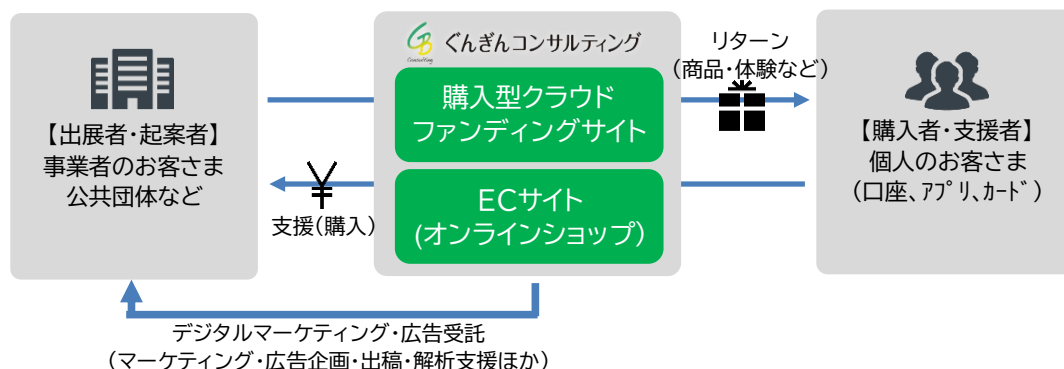 【出展者・起案者】
事業者のお客さま
公共団体など
GB
Consulting
ぐんぎんコンサルティング
購入型クラウド
ファンディングサイト
ECサイト
(オンラインショップ)
リターン
(商品・体験など)
¥
支援(購入)
【購入者・支援者】
個人のお客さま
(口座、アプリ、カード)
デジタルマーケティング・広告受託
(マーケティング・広告企画・出稿・解析支援ほか)